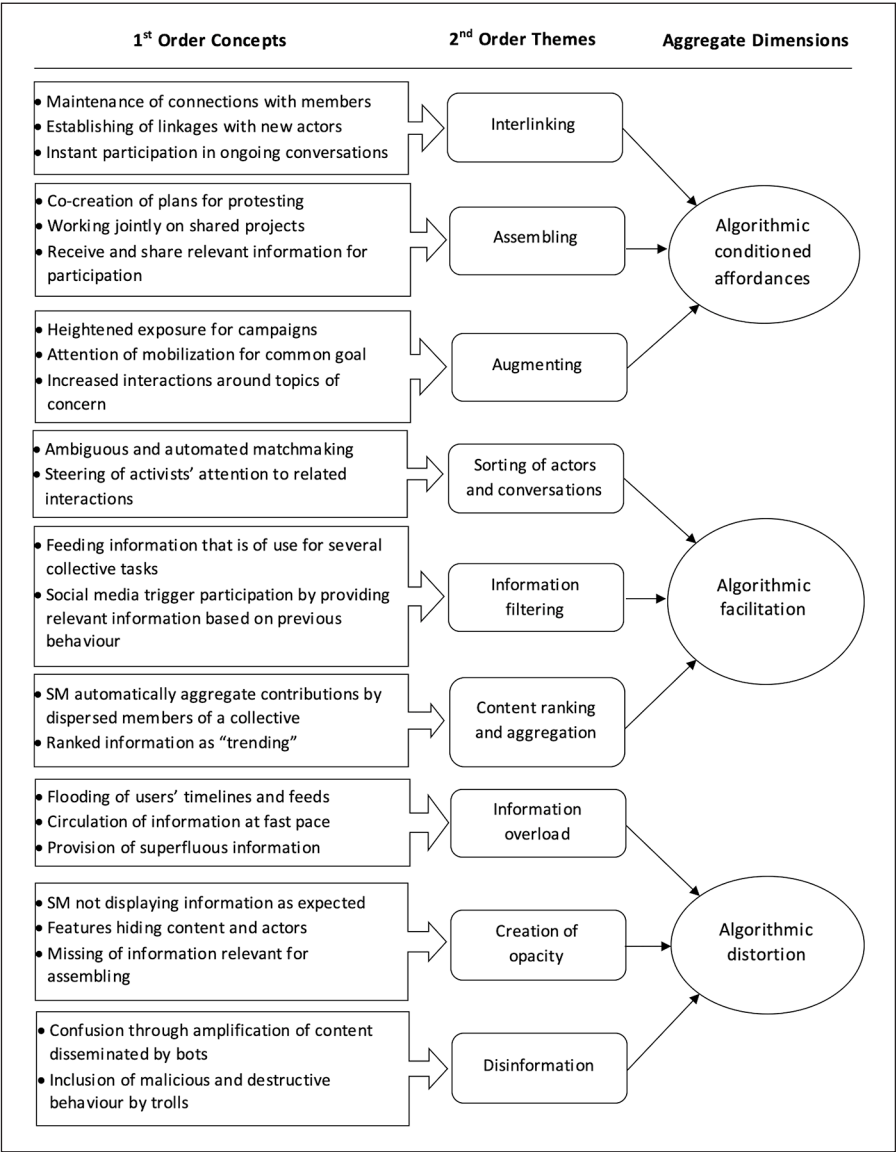 1st Order Concepts
2nd Order Themes
Aggregate Dimensions
• Maintenance of connections with members
• Establishing of linkages with new actors
• Instant participation in ongoing conversations
Interlinking
• Co-creation of plans for protesting
• Working jointly on shared projects
• Receive and share relevant information for
participation
Assembling
• Heightened exposure for campaigns
• Attention of mobilization for common goal
• Increased interactions around topics of
concern
Augmenting
Algorithmic
conditioned
affordances
• Ambiguous and automated matchmaking
• Steering of activists’ attention to related
interactions
Sorting of actors
and conversations
• Feeding information that is of use for several
collective tasks
• Social media trigger participation by providing
relevant information based on previous
behaviour
Information
filtering
• SM automatically aggregate contributions by
dispersed members of a collective
• Ranked information as “trending”
Content ranking
and aggregation
Algorithmic
facilitation
• Flooding of users’ timelines and feeds
• Circulation of information at fast pace
• Provision of superfluous information
Information
overload
• SM not displaying information as expected
• Features hiding content and actors
• Missing of information relevant for
assembling
Creation of
opacity
• Confusion through amplification of content
disseminated by bots
• Inclusion of malicious and destructive
behaviour by trolls
Disinformation
Algorithmic
distortion